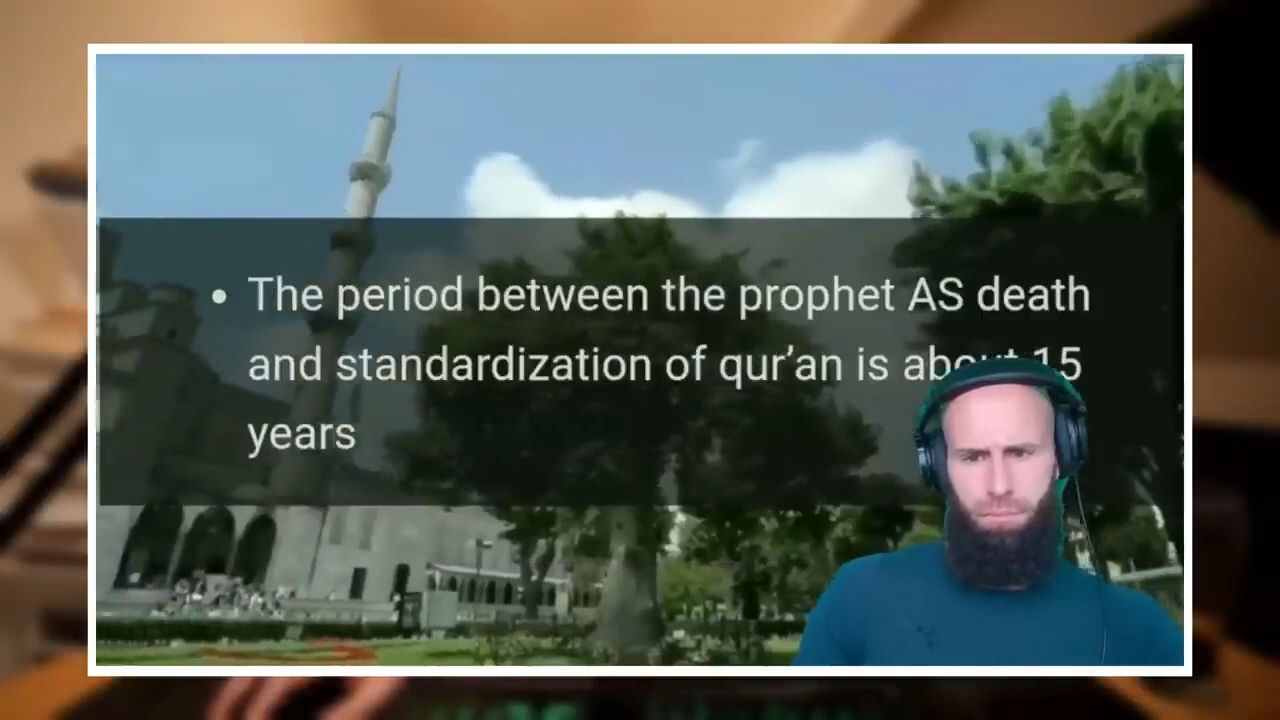 • The period between the prophet AS death
and standardization of qur’an is about 15
years